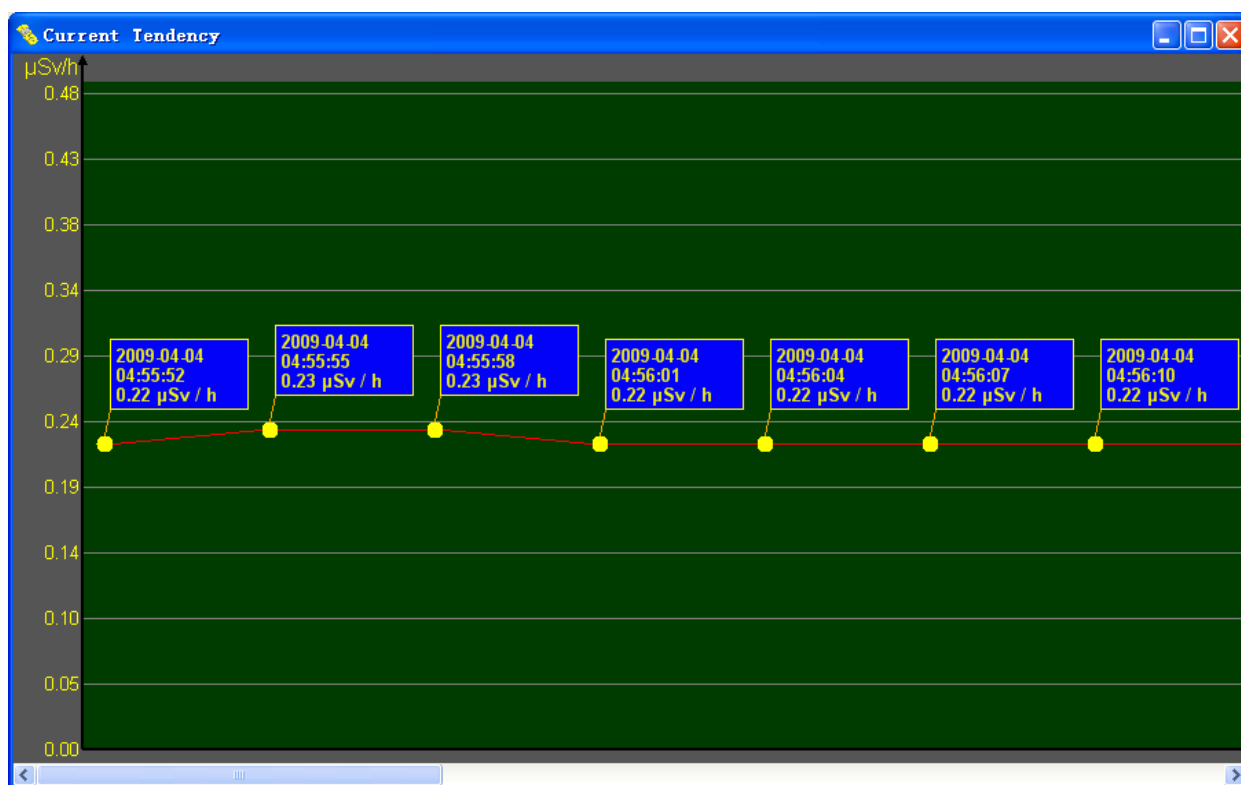 Current Tendency
µSv/h
0.48
0.43
0.38
0.34
0.29
0.24
0.19
0.14
0.10
0.05
0.00
2009-04-04
04:55:52
0.22 µSv / h
2009-04-04
04:55:55
0.23 µSv / h
2009-04-04
04:55:58
0.23 µSv / h
2009-04-04
04:56:01
0.22 µSv / h
2009-04-04
04:56:04
0.22 µSv / h
2009-04-04
04:56:07
0.22 µSv / h
2009-04-04
04:56:10
0.22 µSv / h